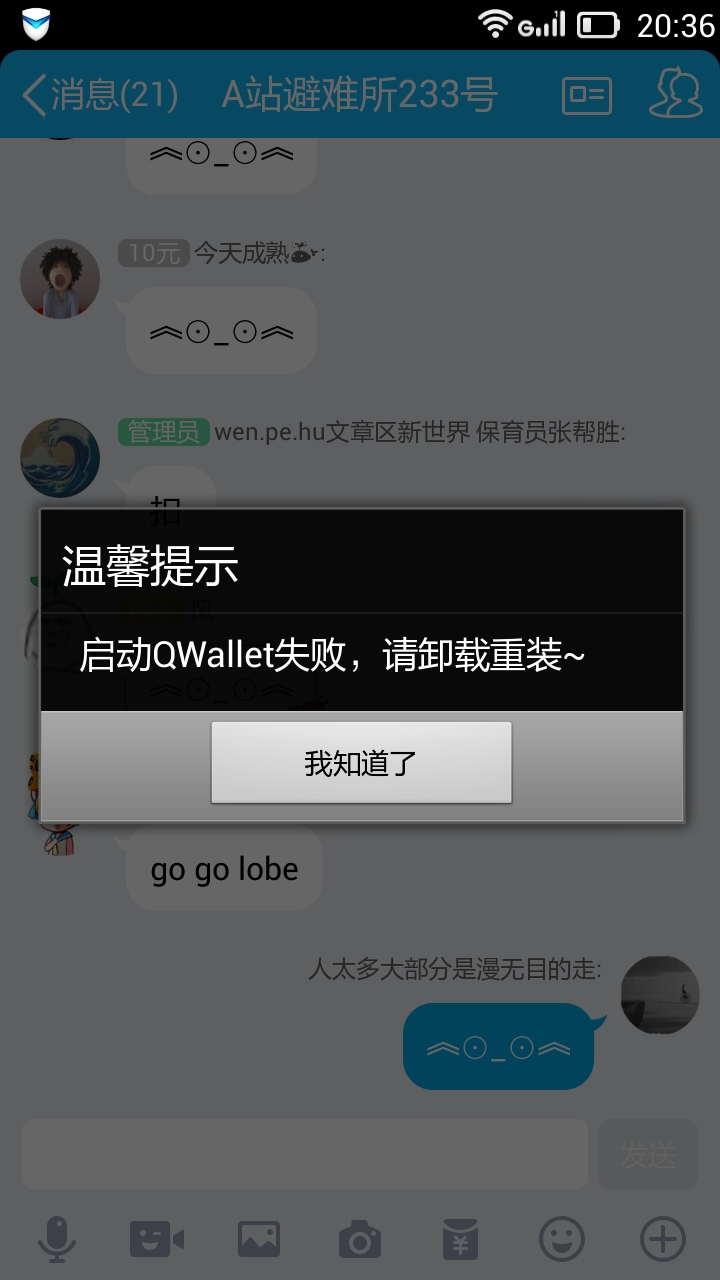 20:36
消息(21) A站避难所233号
︽⊙_⊙︽
10元 今天成熟:
︽⊙_⊙︽
管理员 wen.pe.hu文章区新世界 保育员张帮胜:
扣
温馨提示
风:
启动QWallet失败，请卸载重装~
︽⊙_⊙︽
我知道了
go go lobe
人太多大部分是漫无目的走:
︽⊙_⊙︽
发送